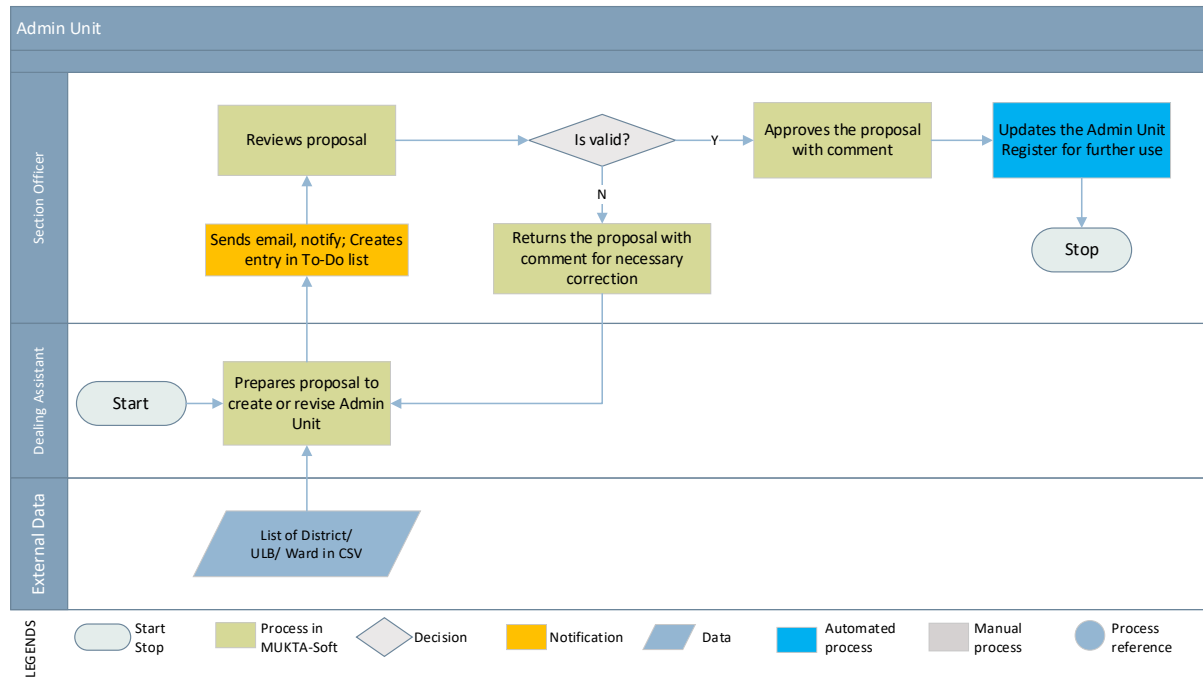 Admin Unit
Section Officer
Reviews proposal
Is valid?
Y
Approves the proposal
with comment
Updates the Admin Unit
Register for further use
N
Sends email, notify; Creates
entry in To-Do list
Returns the proposal with
comment for necessary
correction
Stop
Dealing Assistant
Start
Prepares proposal to
create or revise Admin
Unit
External Data
List of District/
ULB/ Ward in CSV
LEGENDS
Start
Stop
Process in
MUKTA-Soft
Decision
Notification
Data
Automated
process
Manual
process
Process
reference